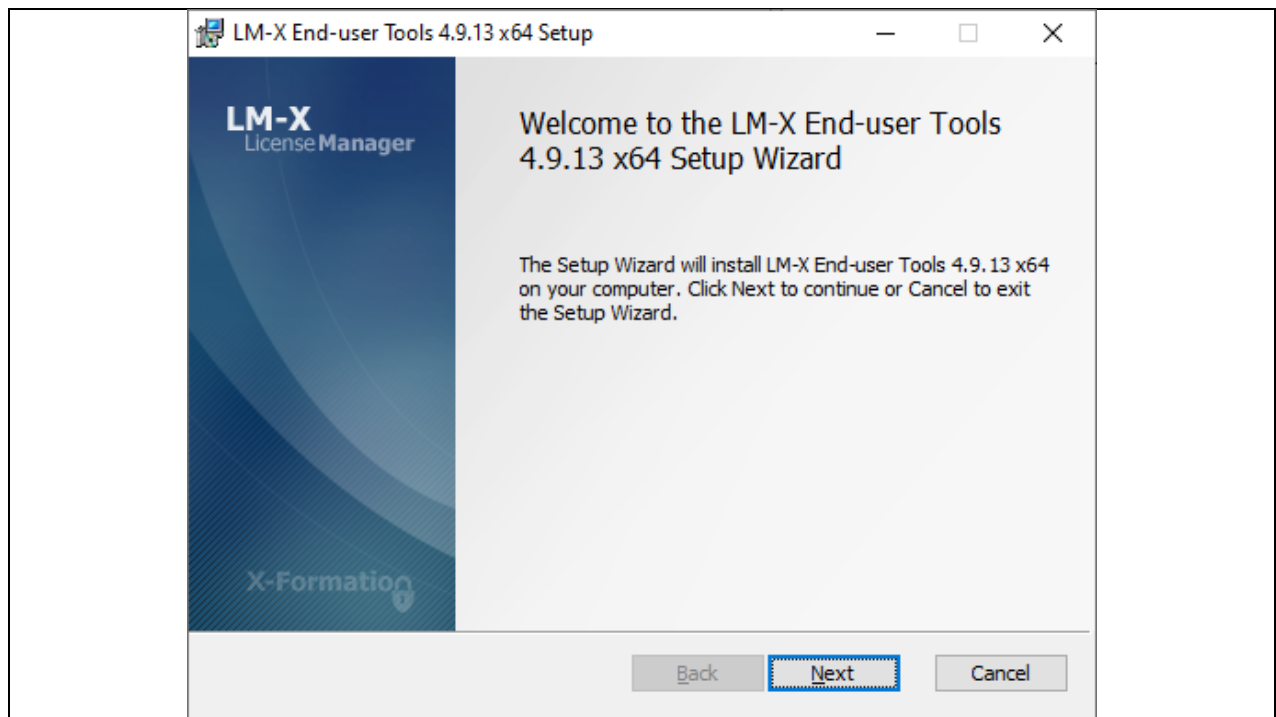 LM-X End-user Tools 4.9.13 x64 Setup
LM-X
License Manager
Welcome to the LM-X End-user Tools
4.9.13 x64 Setup Wizard
The Setup Wizard will install LM-X End-user Tools 4.9.13 x64
on your computer. Click Next to continue or Cancel to exit
the Setup Wizard.
X-Formation
Back Next Cancel